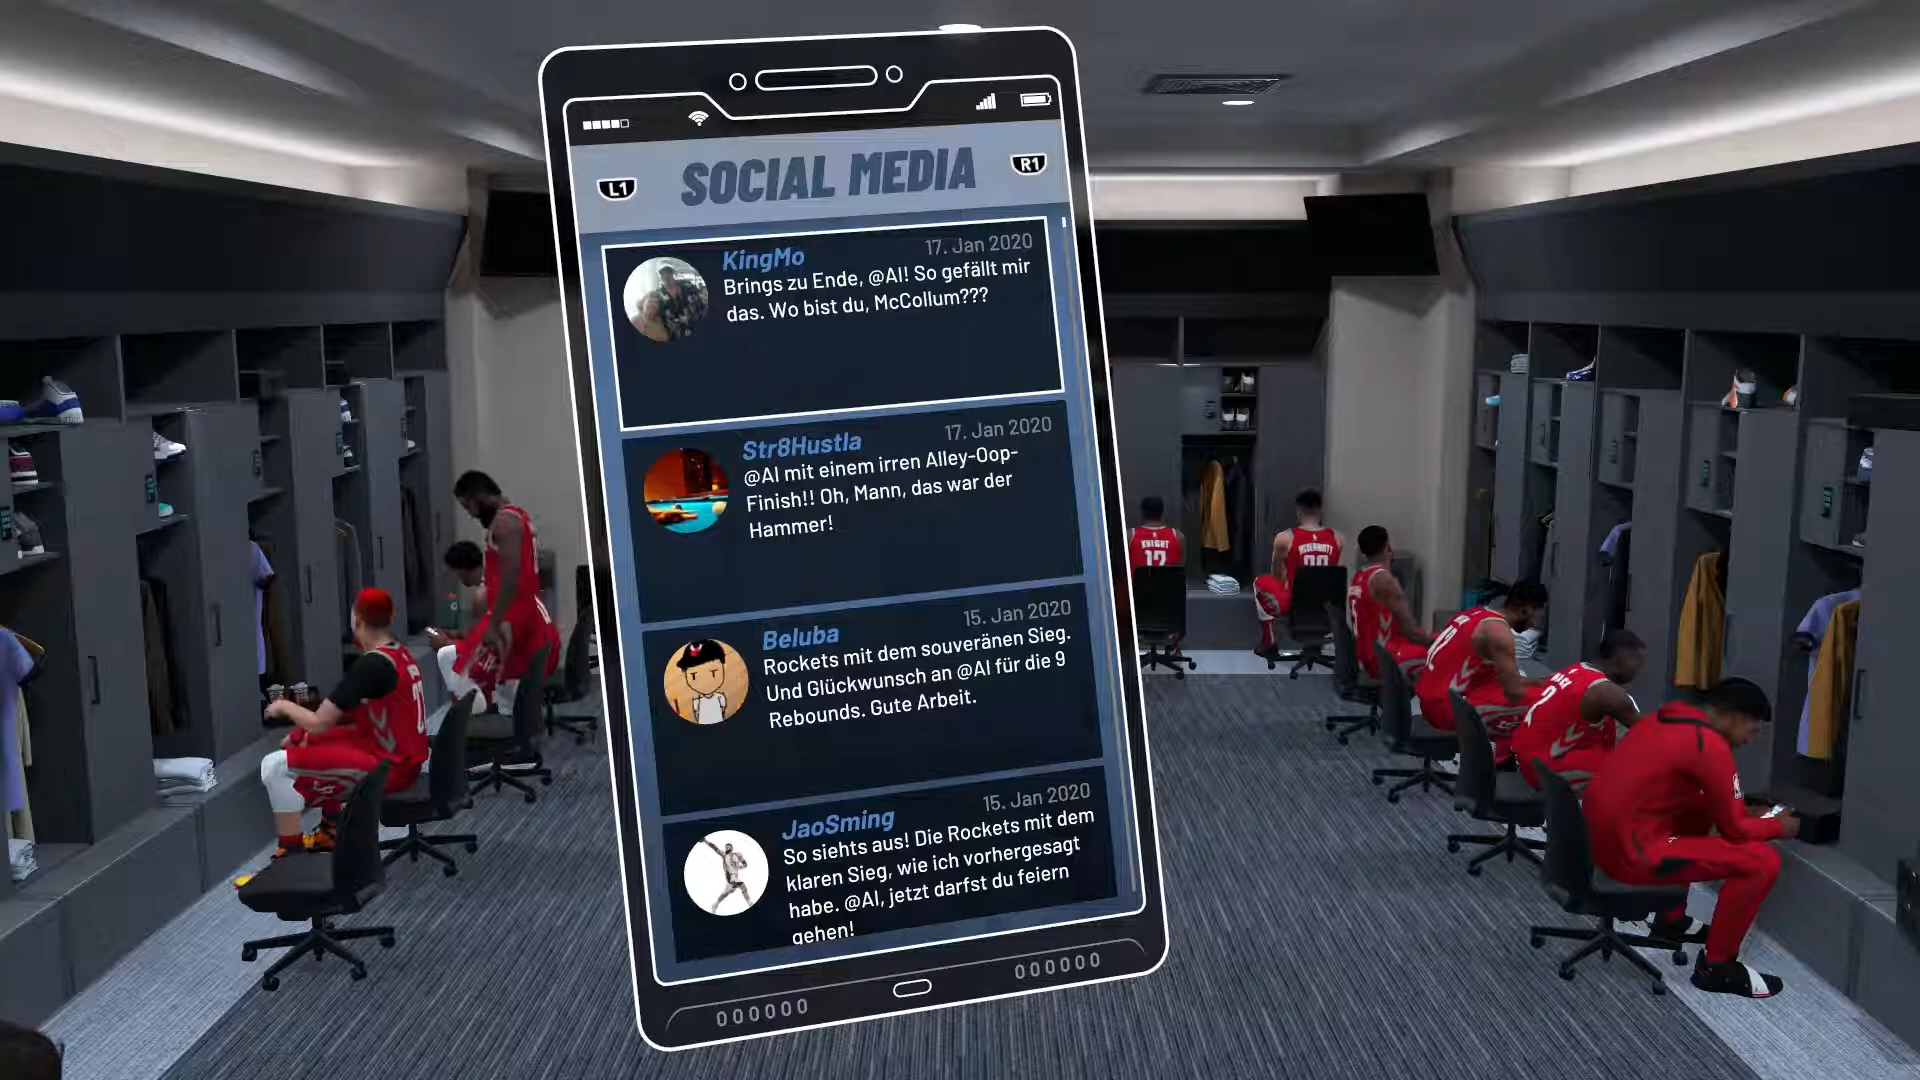 L1
SOCIAL MEDIA
R1
KingMo
17. Jan 2020
Brings zu Ende, @AI! So gefällt mir
das. Wo bist du, McCollum???
Str8Hustla
17. Jan 2020
@AI mit einem irren Alley-Oop-
Finish!! Oh, Mann, das war der
Hammer!
Beluba
15. Jan 2020
Rockets mit dem souveränen Sieg.
Und Glückwunsch an @AI für die 9
Rebounds. Gute Arbeit.
JaoSming
15. Jan 2020
So siehts aus! Die Rockets mit dem
klaren Sieg, wie ich vorhergesagt
habe. @AI, jetzt darfst du feiern
gehen!
000000
000000
KNIGHT
12